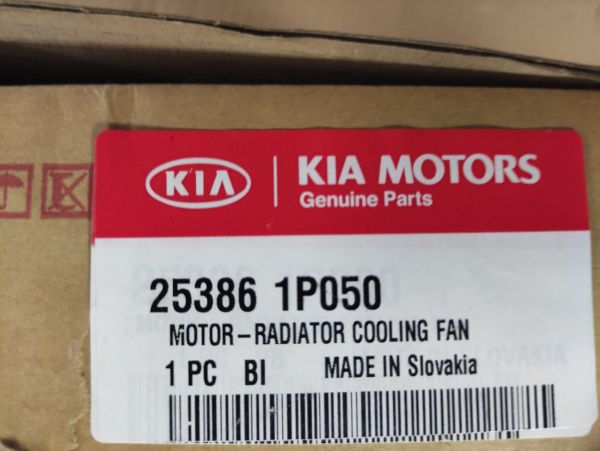 KIA
KIA MOTORS
Genuine Parts
25386 1P050
MOTOR-RADIATOR COOLING FAN
1 PC BI MADE IN Slovakia